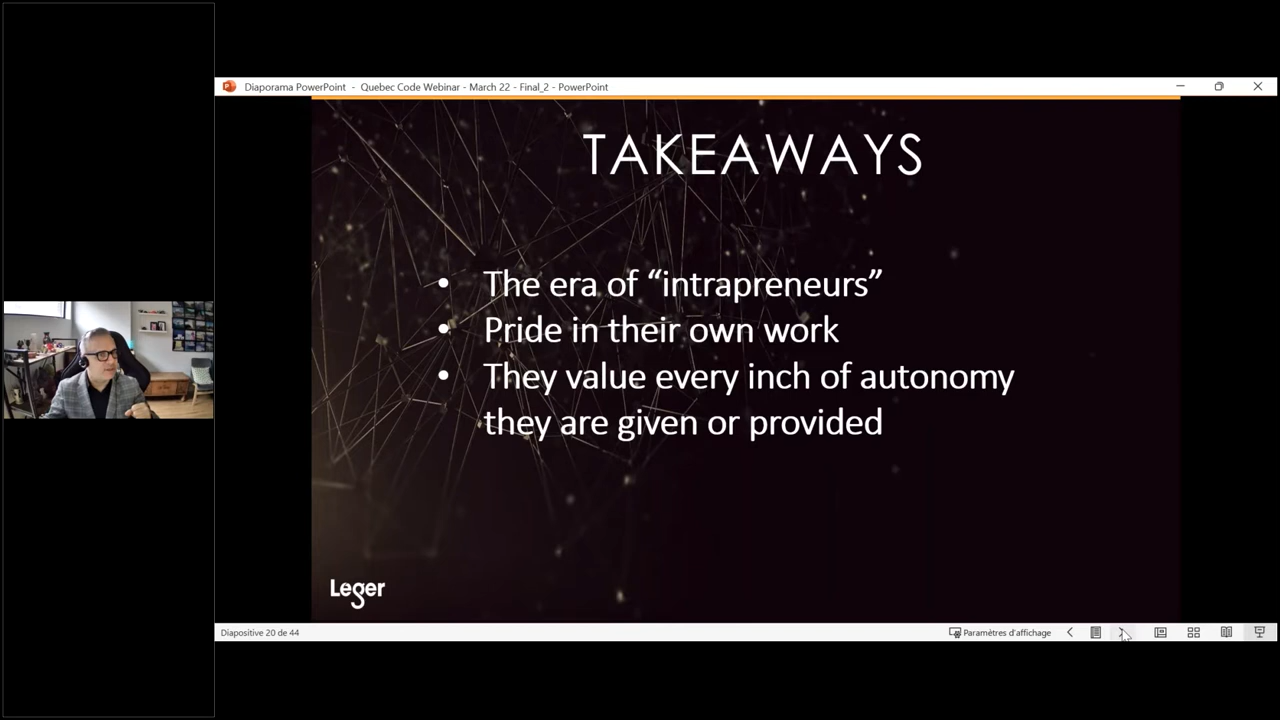 Diaporama PowerPoint - Quebec Code Webinar - March 22 - Final_2 - PowerPoint
TAKEAWAYS
• The era of “intrapreneurs”
• Pride in their own work
• They value every inch of autonomy
they are given or provided
Leger
Diapositive 20 de 44
Paramètres d'affichage